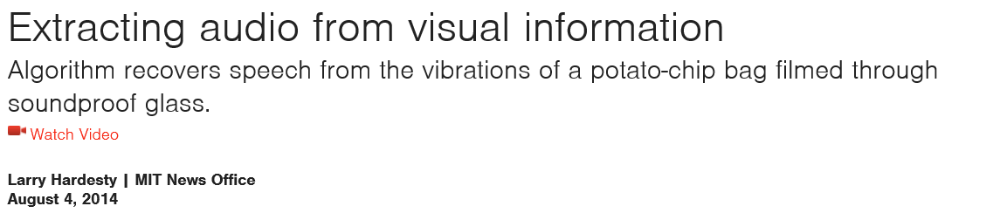 Extracting audio from visual information
Algorithm recovers speech from the vibrations of a potato-chip bag filmed through
soundproof glass.
Watch Video
Larry Hardesty | MIT News Office
August 4, 2014